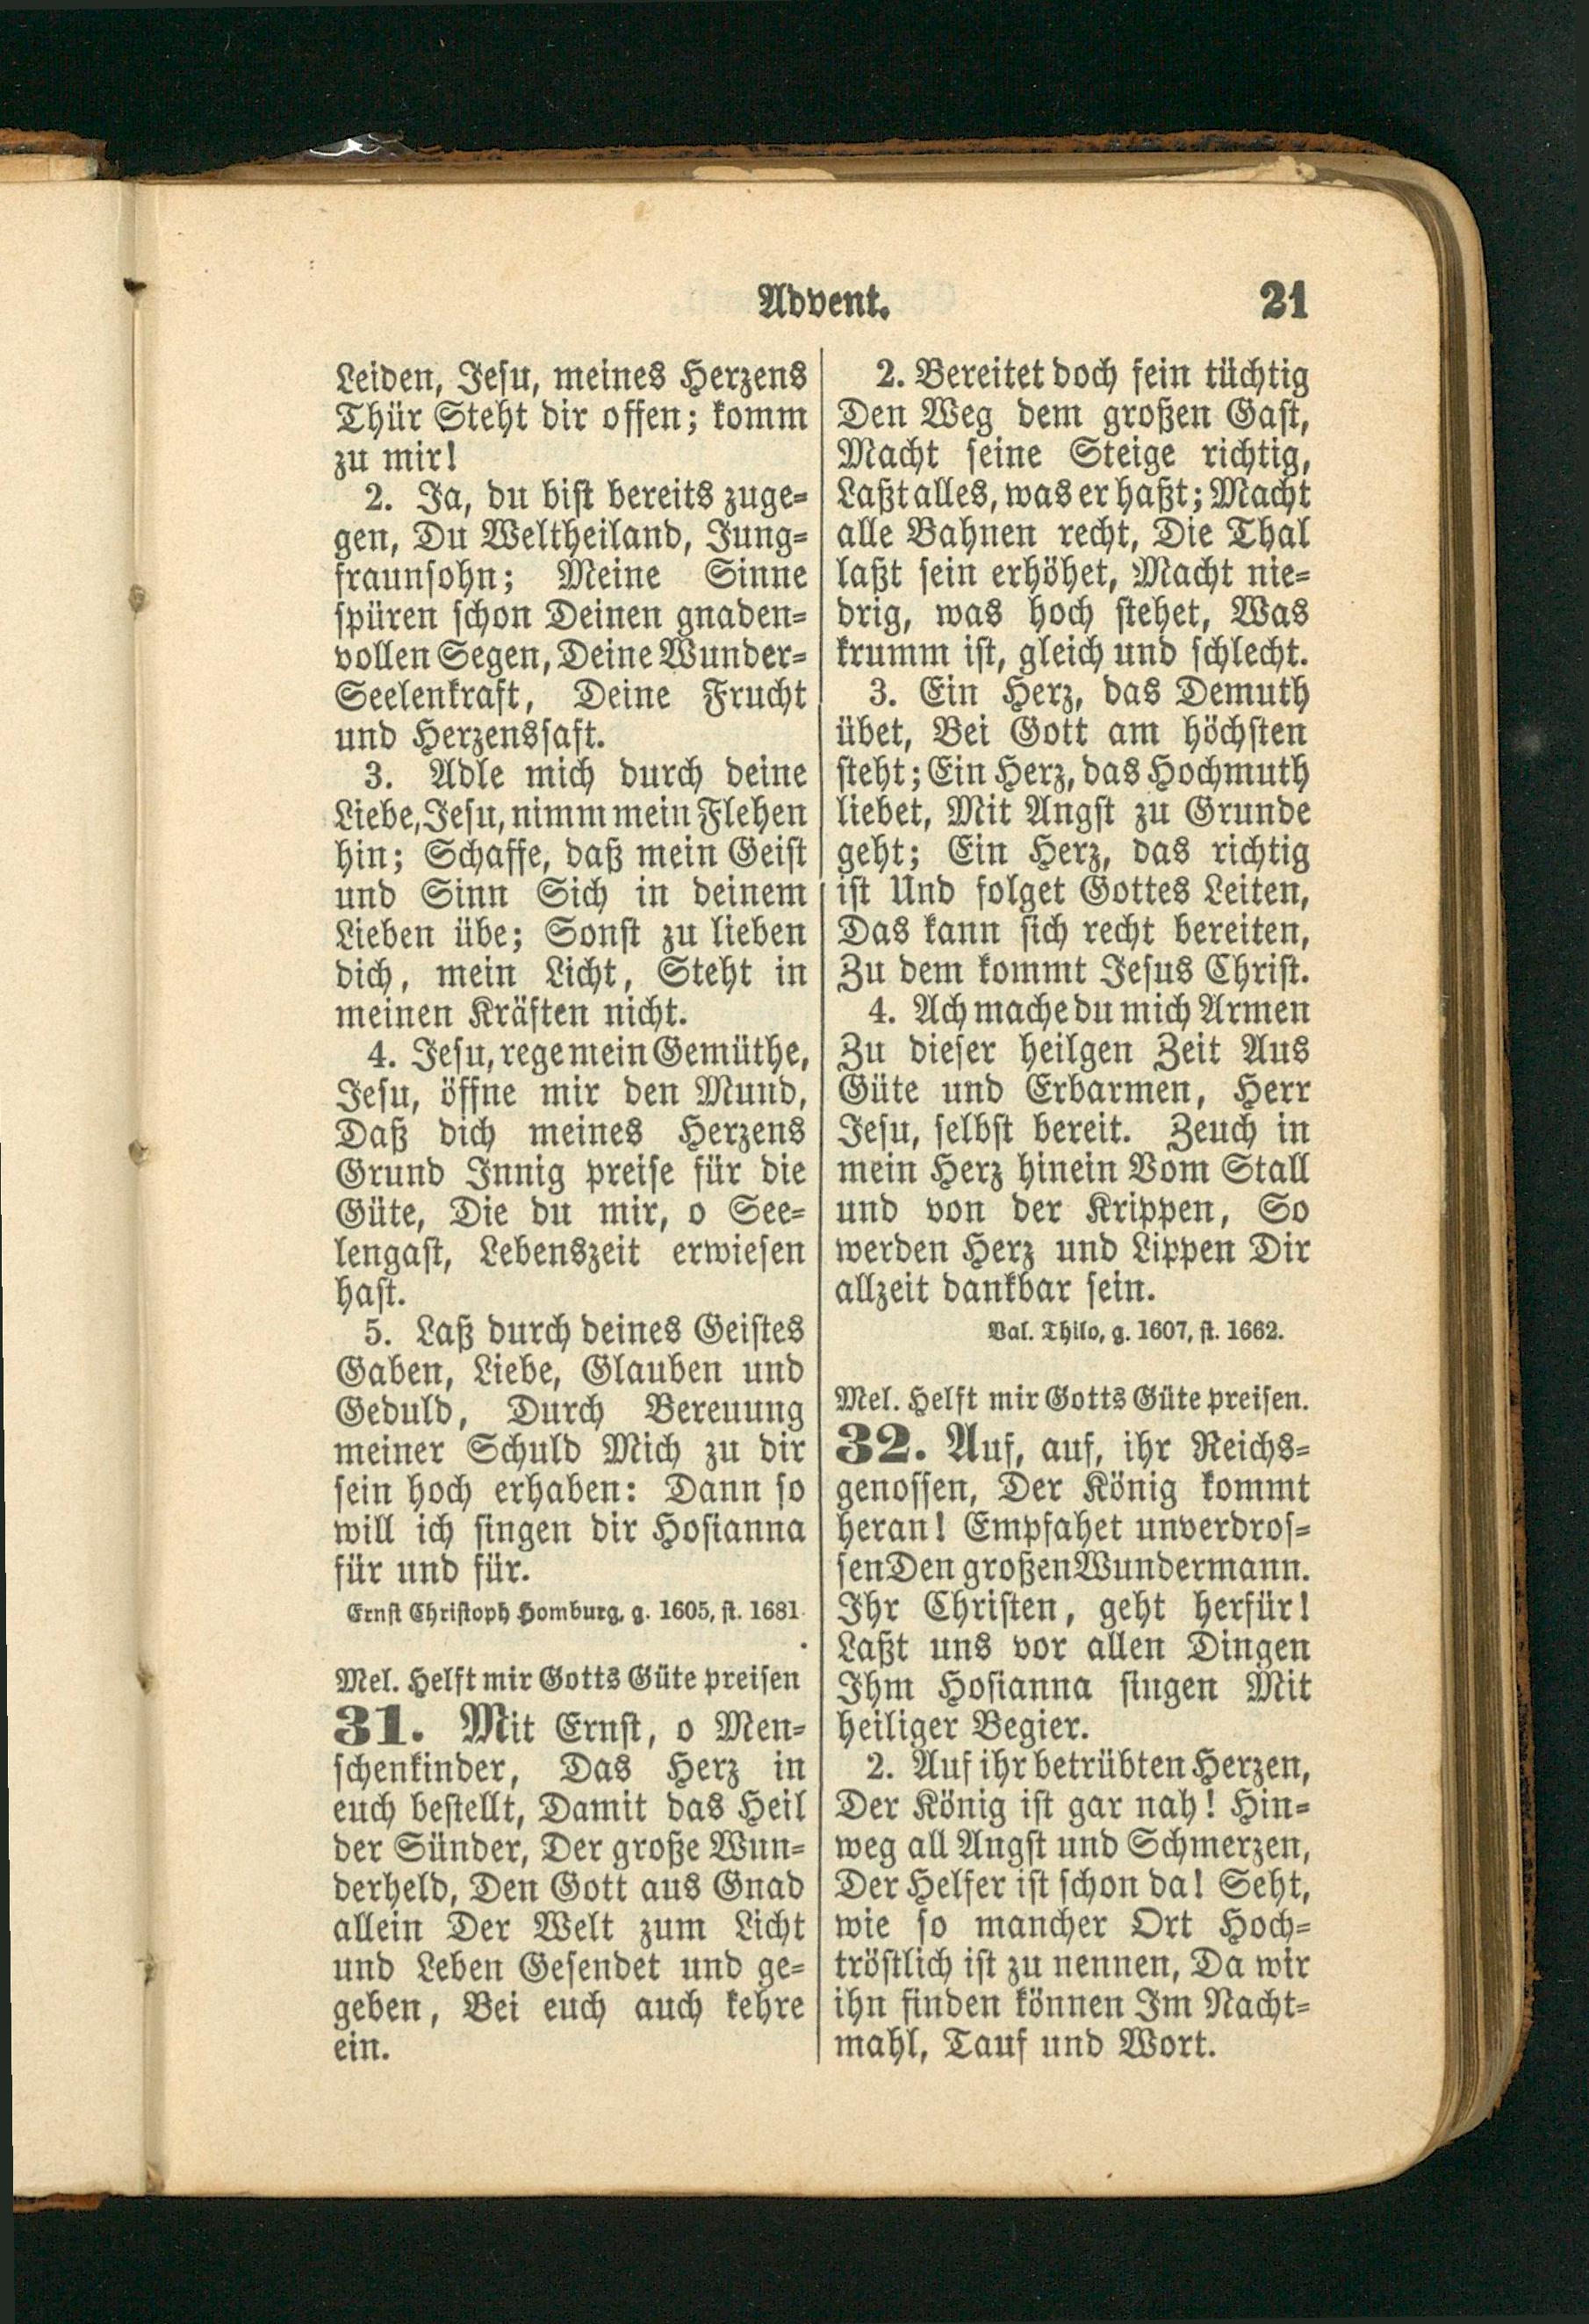 Advent.
21
Leiden, Jesu, meines Herzens
Thür Steht dir offen; komm
zu mir!
2. Ja, du bist bereits zuge=
gen, Du Weltheiland, Jung=
fraunsohn; Meine Sinne
spüren schon Deinen gnaden=
vollen Segen, Deine Wunder=
Seelenkraft, Deine Frucht
und Herzenssaft.
3. Adle mich durch deine
Liebe, Jesu, nimm mein Flehen
hin; Schaffe, daß mein Geist
und Sinn Sich in deinem
Lieben übe; Sonst zu lieben
dich, mein Licht, Steht in
meinen Kräften nicht.
4. Jesu, rege mein Gemüthe,
Jesu, öffne mir den Mund,
Daß dich meines Herzens
Grund Innig preise für die
Güte, Die du mir, o See=
lengast, Lebenszeit erwiesen
hast.
5. Laß durch deines Geistes
Gaben, Liebe, Glauben und
Geduld, Durch Bereuung
meiner Schuld Mich zu dir
sein hoch erhaben: Dann so
will ich singen dir Hosianna
für und für.
Ernst Christoph Homburg, g. 1605, st. 1681.
Mel. Helft mir Gotts Güte preisen
31. Mit Ernst, o Men=
schenkinder, Das Herz in
euch bestellt, Damit das Heil
der Sünder, Der große Wun=
derheld, Den Gott aus Gnad
allein Der Welt zum Licht
und Leben Gesendet und ge=
geben, Bei euch auch kehre
ein.
2. Bereitet doch fein tüchtig
Den Weg dem großen Gast,
Macht seine Steige richtig,
Laßt alles, was er haßt; Macht
alle Bahnen recht, Die Thal
laßt sein erhöhet, Macht nie=
drig, was hoch stehet, Was
krumm ist, gleich und schlecht.
3. Ein Herz, das Demuth
übet, Bei Gott am höchsten
steht; Ein Herz, das Hochmuth
liebet, Mit Angst zu Grunde
geht; Ein Herz, das richtig
ist Und folget Gottes Leiten,
Das kann sich recht bereiten,
Zu dem kommt Jesus Christ.
4. Ach mache du mich Armen
Zu dieser heilgen Zeit Aus
Güte und Erbarmen, Herr
Jesu, selbst bereit. Zeuch in
mein Herz hinein Vom Stall
und von der Krippen, So
werden Herz und Lippen Dir
allzeit dankbar sein.
Val. Thilo, g. 1607, st. 1662.
Mel. Helft mir Gotts Güte preisen.
32. Auf, auf, ihr Reichs=
genossen, Der König kommt
heran! Empfahet unverdros=
sen Den großen Wundermann.
Ihr Christen, geht herfür!
Laßt uns vor allen Dingen
Ihm Hosianna singen Mit
heiliger Begier.
2. Auf ihr betrübten Herzen,
Der König ist gar nah! Hin=
weg all Angst und Schmerzen,
Der Helfer ist schon da! Seht,
wie so mancher Ort Hoch=
tröstlich ist zu nennen, Da wir
ihn finden können Im Nacht=
mahl, Tauf und Wort.